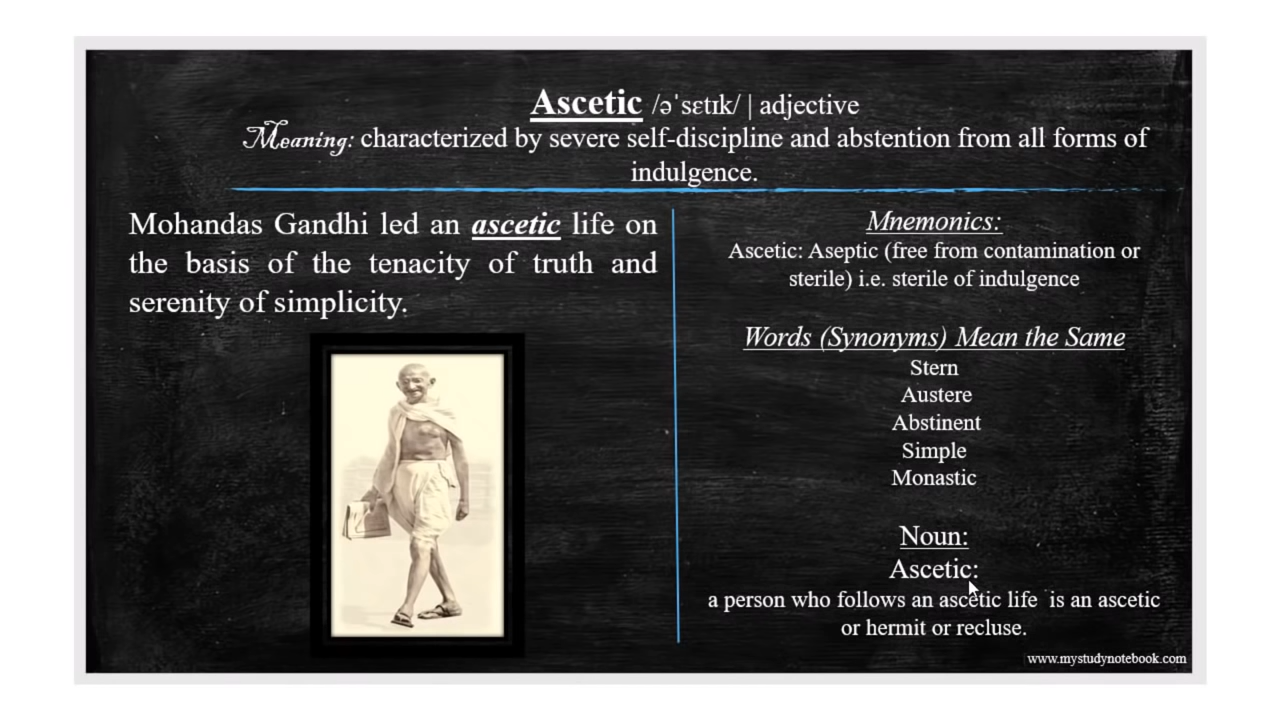 Ascetic /əˈsɛtɪk/ | adjective
Meaning: characterized by severe self-discipline and abstention from all forms of
indulgence.
Mohandas Gandhi led an ascetic life on
the basis of the tenacity of truth and
serenity of simplicity.
Mnemonics:
Ascetic: Aseptic (free from contamination or
sterile) i.e. sterile of indulgence
Words (Synonyms) Mean the Same
Stern
Austere
Abstinent
Simple
Monastic
Noun:
Ascetic:
a person who follows an ascetic life is an ascetic
or hermit or recluse.
www.mystudynotebook.com